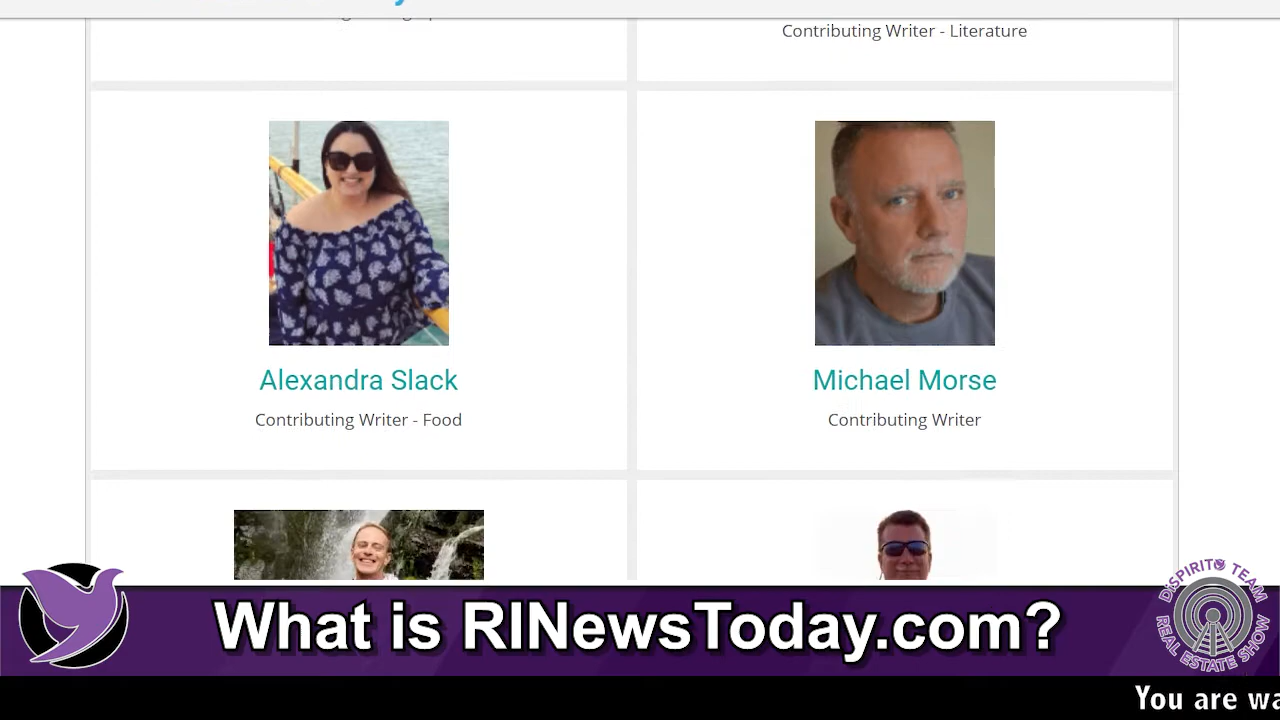 Contributing Writer - Literature
Alexandra Slack
Michael Morse
Contributing Writer - Food
Contributing Writer
What is RINewsToday.com?
DiSPIRITO TEAM
REAL ESTATE SHOW
You are wa